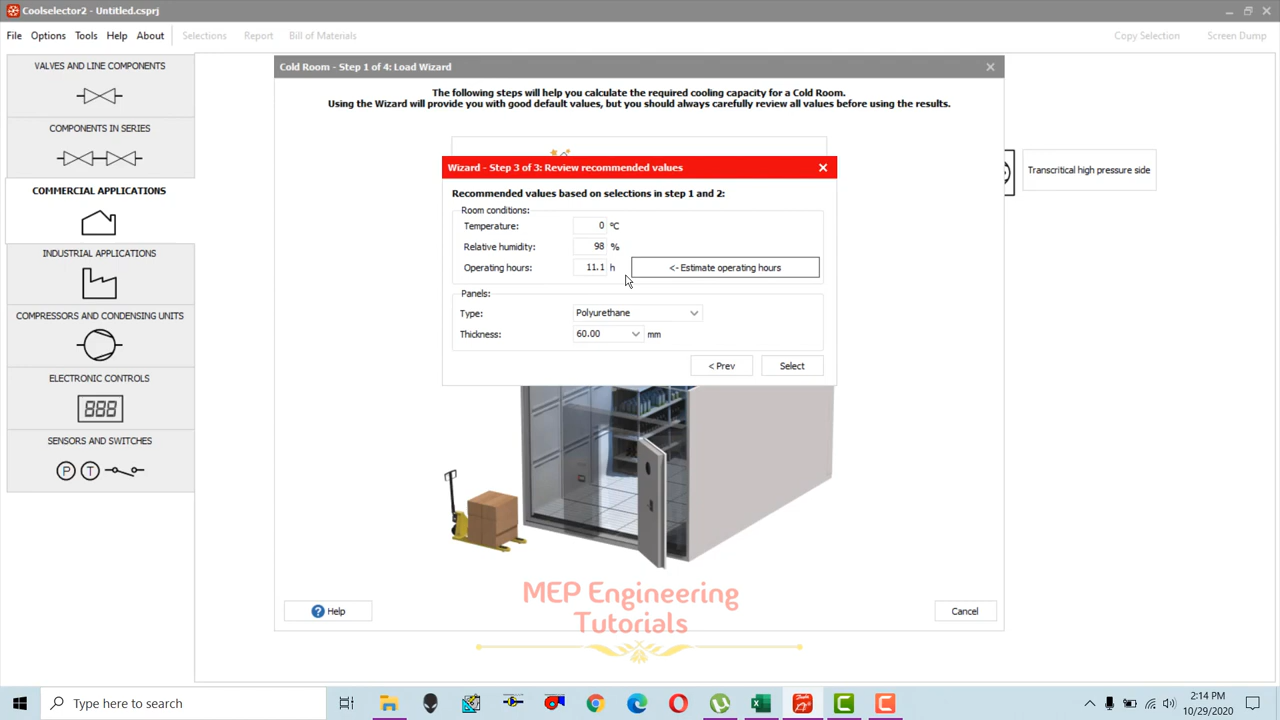 Coolselector2 - Untitled.csprj
File Options Tools Help About Selections Report Bill of Materials Copy Selection Screen Dump
VALVES AND LINE COMPONENTS
COMPONENTS IN SERIES
COMMERCIAL APPLICATIONS
INDUSTRIAL APPLICATIONS
COMPRESSORS AND CONDENSING UNITS
ELECTRONIC CONTROLS
888
SENSORS AND SWITCHES
P T
Cold Room - Step 1 of 4: Load Wizard
The following steps will help you calculate the required cooling capacity for a Cold Room.
Using the Wizard will provide you with good default values, but you should always carefully review all values before using the results.
Transcritical high pressure side
Wizard - Step 3 of 3: Review recommended values
Recommended values based on selections in step 1 and 2:
Room conditions:
Temperature: 0 °C
Relative humidity: 98 %
Operating hours: 11.1 h <- Estimate operating hours
Panels:
Type: Polyurethane
Thickness: 60.00 mm
< Prev Select
MEP Engineering
Tutorials
Help Cancel
Type here to search
2:14 PM
10/29/2020